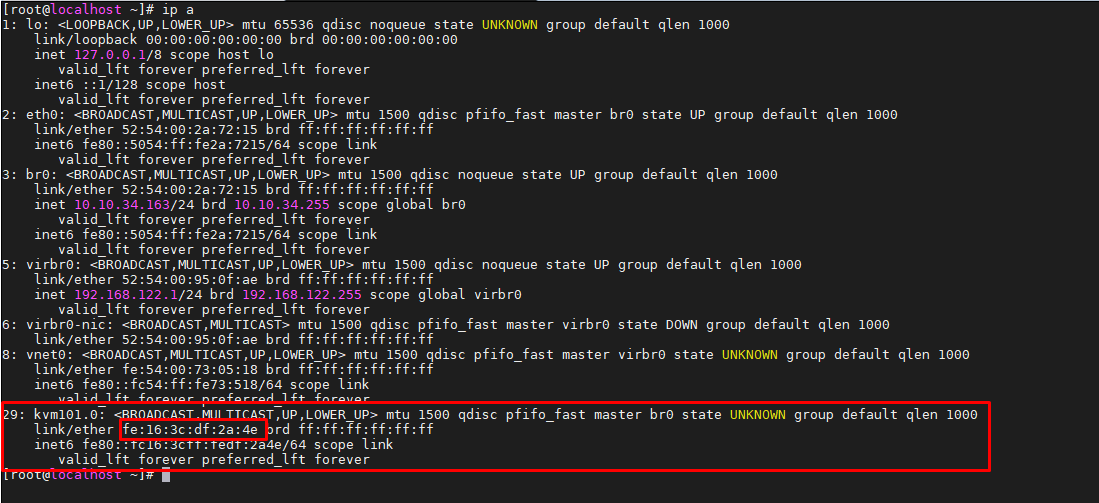 [root@localhost ~]# ip a
1: lo: <LOOPBACK,UP,LOWER_UP> mtu 65536 qdisc noqueue state UNKNOWN group default qlen 1000
    link/loopback 00:00:00:00:00:00 brd 00:00:00:00:00:00
    inet 127.0.0.1/8 scope host lo
       valid_lft forever preferred_lft forever
    inet6 ::1/128 scope host
       valid_lft forever preferred_lft forever
2: eth0: <BROADCAST,MULTICAST,UP,LOWER_UP> mtu 1500 qdisc pfifo_fast master br0 state UP group default qlen 1000
    link/ether 52:54:00:2a:72:15 brd ff:ff:ff:ff:ff:ff
    inet6 fe80::5054:ff:fe2a:7215/64 scope link
       valid_lft forever preferred_lft forever
3: br0: <BROADCAST,MULTICAST,UP,LOWER_UP> mtu 1500 qdisc noqueue state UP group default qlen 1000
    link/ether 52:54:00:2a:72:15 brd ff:ff:ff:ff:ff:ff
    inet 10.10.34.163/24 brd 10.10.34.255 scope global br0
       valid_lft forever preferred_lft forever
    inet6 fe80::5054:ff:fe2a:7215/64 scope link
       valid_lft forever preferred_lft forever
5: virbr0: <BROADCAST,MULTICAST,UP,LOWER_UP> mtu 1500 qdisc noqueue state UP group default qlen 1000
    link/ether 52:54:00:95:0f:ae brd ff:ff:ff:ff:ff:ff
    inet 192.168.122.1/24 brd 192.168.122.255 scope global virbr0
       valid_lft forever preferred_lft forever
6: virbr0-nic: <BROADCAST,MULTICAST> mtu 1500 qdisc pfifo_fast master virbr0 state DOWN group default qlen 1000
    link/ether 52:54:00:95:0f:ae brd ff:ff:ff:ff:ff:ff
8: vnet0: <BROADCAST,MULTICAST,UP,LOWER_UP> mtu 1500 qdisc pfifo_fast master virbr0 state UNKNOWN group default qlen 1000
    link/ether fe:54:00:73:05:18 brd ff:ff:ff:ff:ff:ff
    inet6 fe80::fc54:ff:fe73:518/64 scope link
       valid_lft forever preferred_lft forever
29: kvm101.0: <BROADCAST,MULTICAST,UP,LOWER_UP> mtu 1500 qdisc pfifo_fast master br0 state UNKNOWN group default qlen 1000
    link/ether fe:16:3c:df:2a:4e brd ff:ff:ff:ff:ff:ff
    inet6 fe80::fc16:3cff:fedf:2a4e/64 scope link
       valid_lft forever preferred_lft forever
[root@localhost ~]#